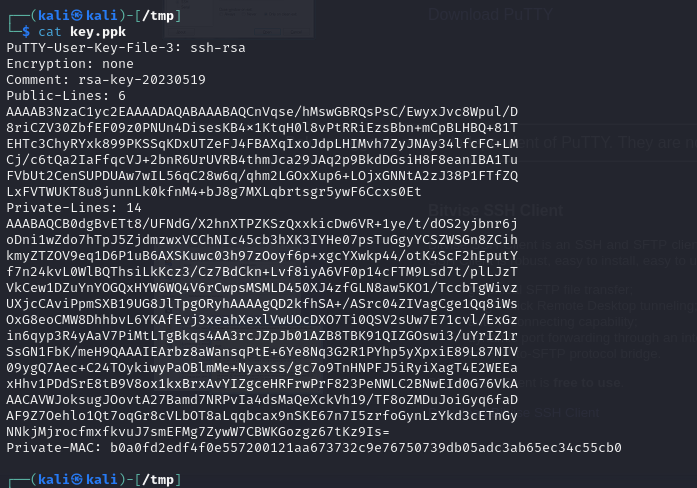 ┌──(kali㉿kali)-[/tmp]
Download PuTTY
└─$ cat key.ppk
PuTTY-User-Key-File-3: ssh-rsa
Encryption: none
Comment: rsa-key-20230519
Public-Lines: 6
AAAAB3NzaC1yc2EAAAADAQABAAABAQCnVqse/hMswGBRQsPsC/EwyxJvc8Wpul/D
8riCZV30ZbfEF09z0PNUn4DisesKB4x1KtqH0l8vPtRRiEzsBbn+mCpBLHBQ+81T
EHTc3ChyRYxk899PKSSqKDxUTZeFJ4FBAXqIxoJdpLHIMvh7ZyJNAy34lfcFC+LM
Cj/c6tQa2IaFfqcVJ+2bnR6UrUVRB4thmJca29JAq2p9BkdDGsiH8F8eanIBA1Tu
FVbUt2CenSUPDUAw7wIL56qC28w6q/qhm2LGOxXup6+LOjxGNNtA2zJ38P1FTfZQ
LxFVTWUKT8u8junnLk0kfnM4+bJ8g7MXLqbrtsgr5ywF6Ccxs0Et
Private-Lines: 14
AAABAQCB0dgBvETt8/UFNdG/X2hnXTPZKSzQxxkicDw6VR+1ye/t/dOS2yjbnr6j
oDni1wZdo7hTpJ5ZjdmzwxVCChNIc45cb3hXK3IYHe07psTuGgyYCSZWSGn8ZCih
kmyZTZOV9eq1D6P1uB6AXSKuwc03h97zOoyf6p+xgcYXwkp44/otK4ScF2hEputY
f7n24kvL0WlBQThsiLkKcz3/Cz7BdCkn+Lvf8iyA6VF0p14cFTM9Lsd7t/plLJzT
VkCew1DZuYnYOGQxHYW6WQ4V6rCwpsMSMLD450XJ4zfGLN8aw5KO1/TccbTgWivz
UXjcCAviPpmSXB19UG8JlTpgORyhAAAAgQD2kfhSA+/ASrc04ZIVagCge1Qq8iWs
OxG8eoCMW8DhhbvL6YKAfEvj3xeahXexlVwUOcDXO7Ti0QSV2sUw7E71cvl/ExGz
in6qyp3R4yAaV7PiMtLTgBkqs4AA3rcJZpJb01AZB8TBK91QIZGOswi3/uYrIZ1r
SsGN1FbK/meH9QAAAIEArbz8aWansqPtE+6Ye8Nq3G2R1PYhp5yXpxiE89L87NIV
09ygQ7Aec+C24TOykiwyPaOBlmMe+Nyaxss/gc7o9TnHNPFJ5iRyiXagT4E2WEEa
xHhv1PDdSrE8tB9V8ox1kxBrxAvYIZgceHRFrwPrF823PeNWLC2BNwEId0G76VkA
AACAVWJoksugJOovtA27Bamd7NRPvIa4dsMaQeXckVh19/TF8oZMDuJoiGyq6faD
AF9Z7Oehlo1Qt7oqGr8cVLbOT8aLqqbcax9nSKE67n7I5zrfoGynLzYkd3cETnGy
NNkjMjrocfmxfkvuJ7smEFMg7ZywW7CBWKGozgz67tKz9Is=
Private-MAC: b0a0fd2edf4f0e557200121aa673732c9e76750739db05adc3ab65ec34c55cb0
┌──(kali㉿kali)-[/tmp]